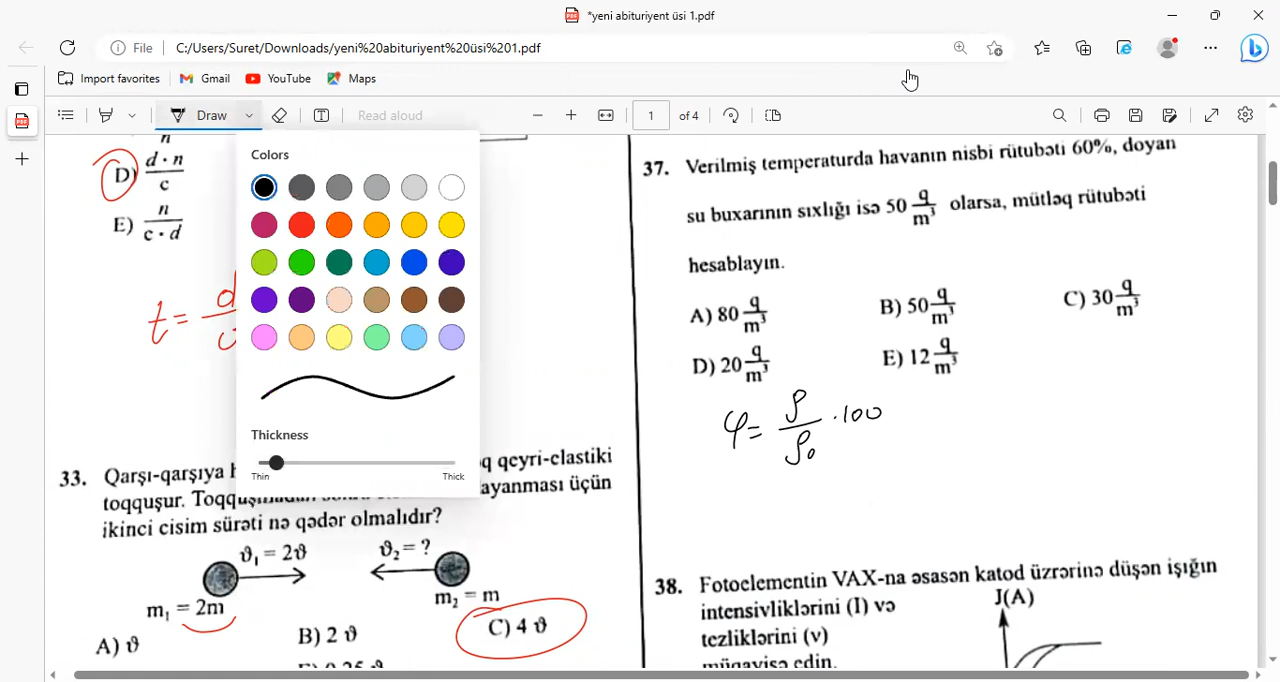 *yeni abituriyent üsi 1.pdf
File
C:/Users/Suret/Downloads/yeni%20abituriyent%20üsi%201.pdf
Import favorites
Gmail
YouTube
Maps
Draw
Read aloud
1
of 4
Colors
Thickness
Thin
Thick
n
D) d · n / c
E) n / c · d
t = d
33. Qarşı-qarşıya
q qeyri-elastiki
toqquşur.
ayanması üçün
ikinci cisim sürəti nə qədər olmalıdır?
ϑ₁ = 2ϑ
ϑ₂ = ?
m₁ = 2m
m₂ = m
A) ϑ
B) 2 ϑ
C) 4 ϑ
37. Verilmiş temperaturda havanın nisbi rütubəti 60%, doyan
su buxarının sıxlığı isə 50 q/m³ olarsa, mütləq rütubəti
hesablayın.
A) 80 q/m³
B) 50 q/m³
C) 30 q/m³
D) 20 q/m³
E) 12 q/m³
φ = ρ/ρ₀ · 100
38. Fotoelementin VAX-na əsasən katod üzrərinə düşən işığın
intensivliklərini (I) və
J(A)
tezliklərini (ν)
müqayisə edin.